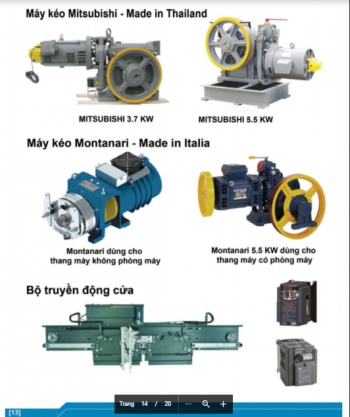 Máy kéo Mitsubishi - Made in Thailand
MITSUBISHI 3.7 KW
MITSUBISHI 5.5 KW
Máy kéo Montanari - Made in Italia
Montanari dùng cho
thang máy không phòng máy
Montanari 5.5 KW dùng cho
thang máy có phòng máy
Bộ truyền động cửa
Trang 14 / 20
[13]